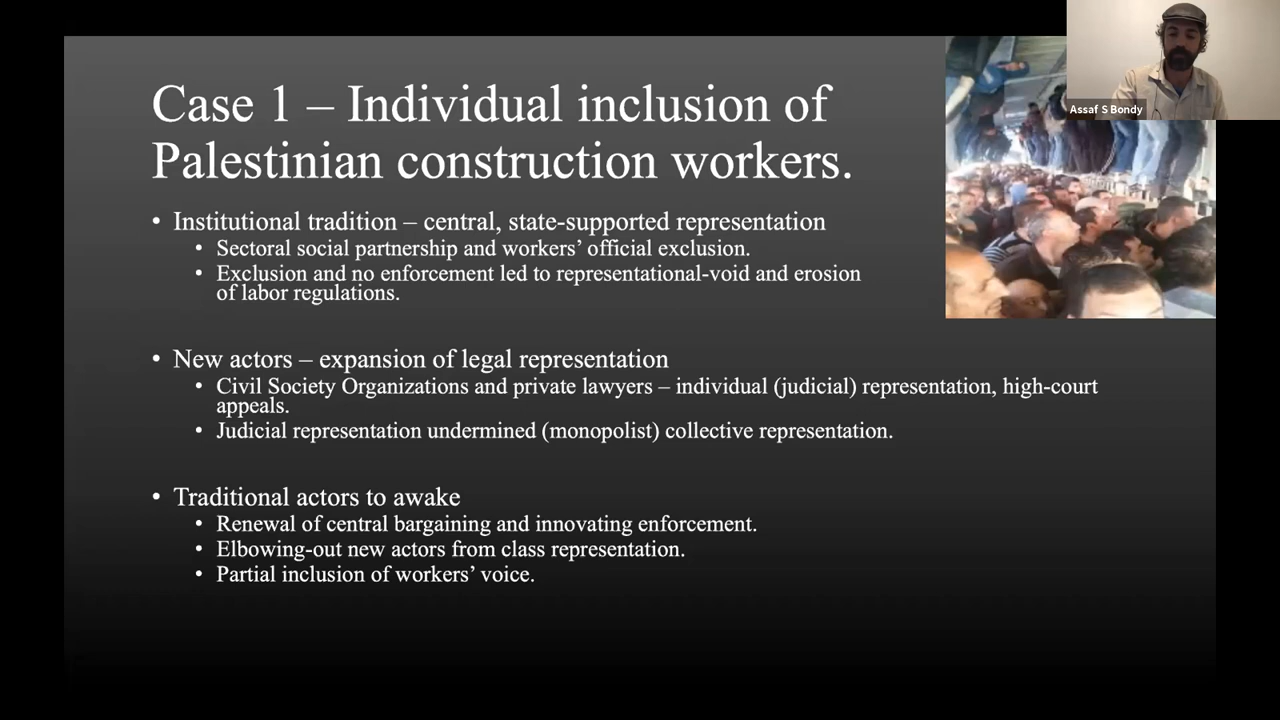 Case 1 – Individual inclusion of
Palestinian construction workers.
• Institutional tradition – central, state-supported representation
• Sectoral social partnership and workers’ official exclusion.
• Exclusion and no enforcement led to representational-void and erosion
of labor regulations.
• New actors – expansion of legal representation
• Civil Society Organizations and private lawyers – individual (judicial) representation, high-court
appeals.
• Judicial representation undermined (monopolist) collective representation.
• Traditional actors to awake
• Renewal of central bargaining and innovating enforcement.
• Elbowing-out new actors from class representation.
• Partial inclusion of workers’ voice.
Assaf S Bondy